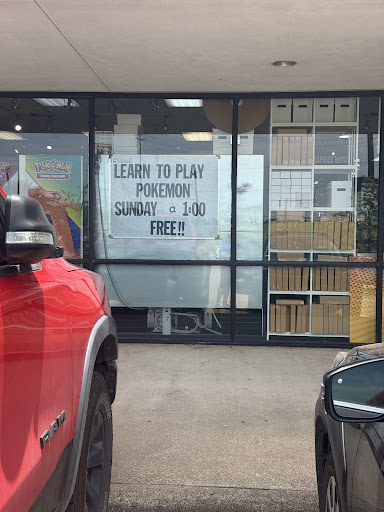 Pokémon
LEARN TO PLAY
POKEMON
SUNDAY @ 1:00
FREE!!
RAM